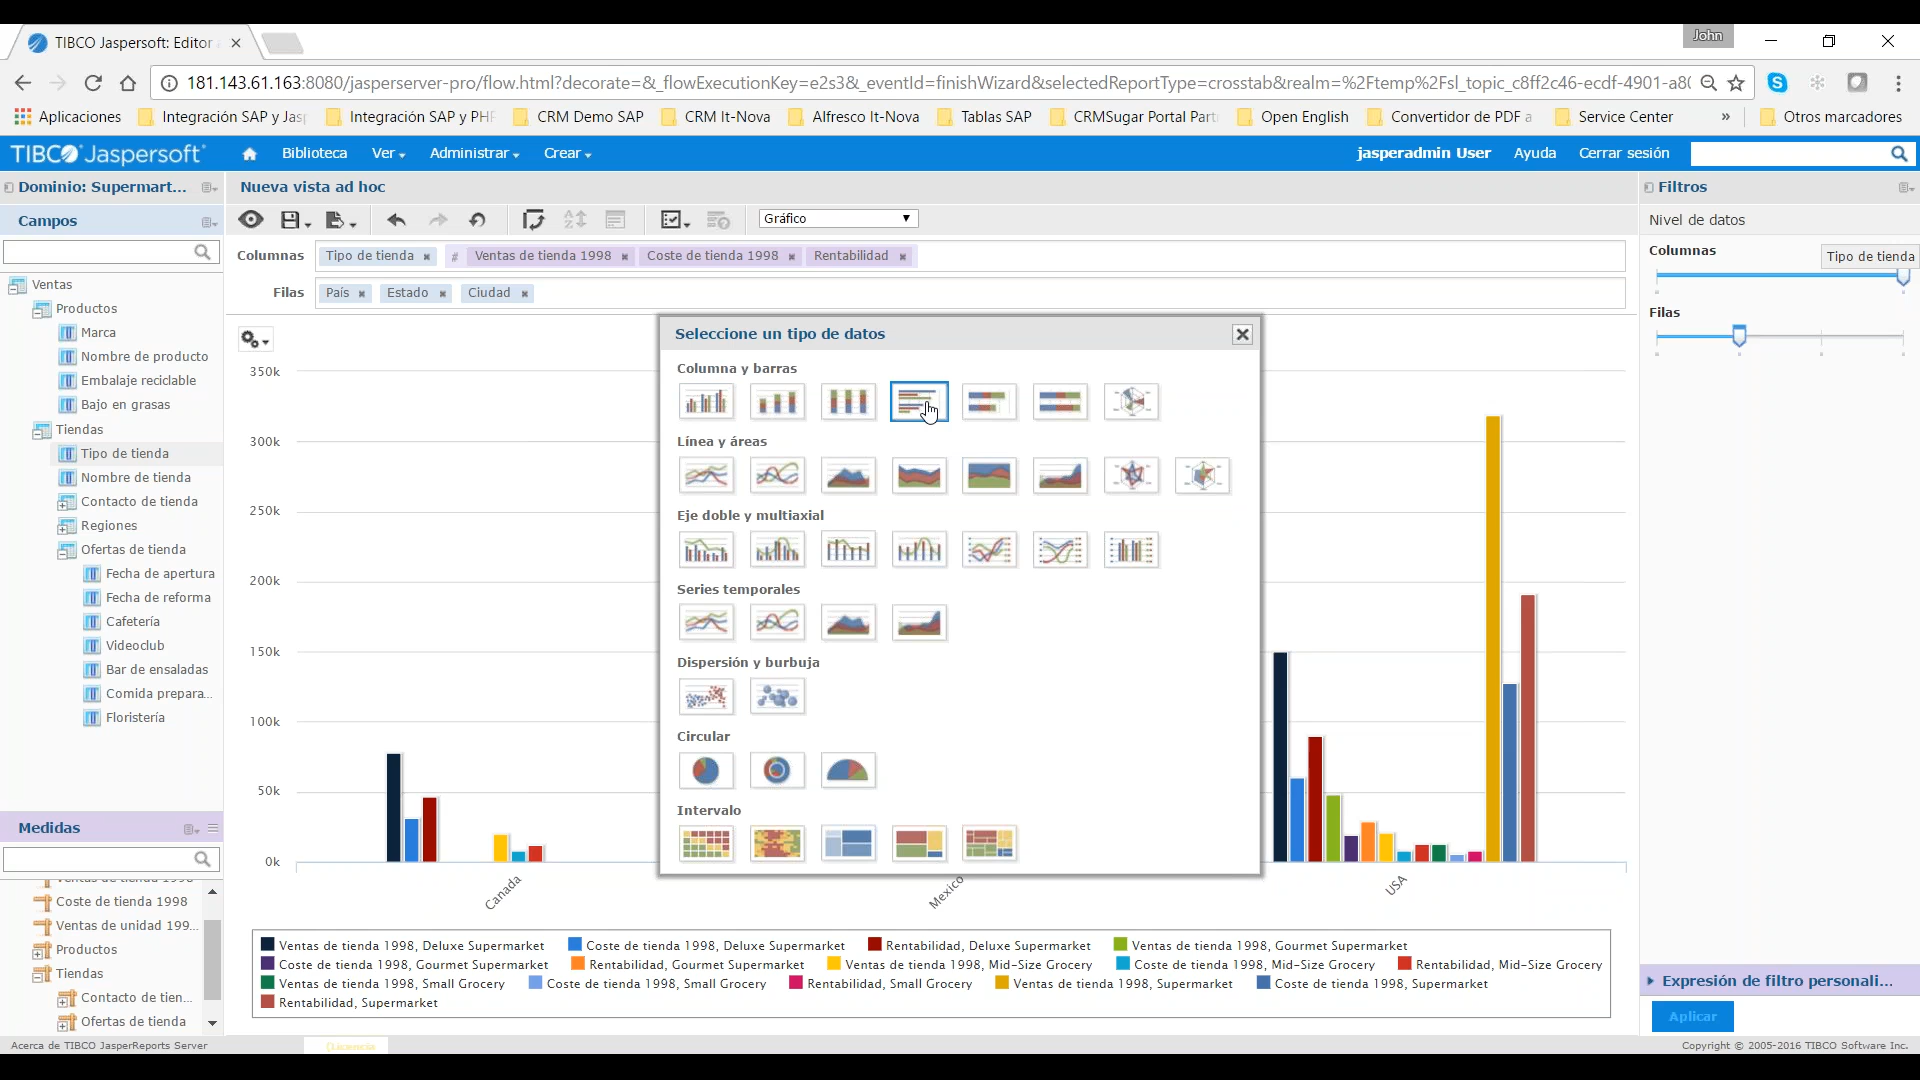 John
TIBCO Jaspersoft: Editor
181.143.61.163:8080/jasperserver-pro/flow.html?decorate=&_flowExecutionKey=e2s3&_eventId=finishWizard&selectedReportType=crosstab&realm=%2Ftemp%2Fsl_topic_c8ff2c46-ecdf-4901-a80
Aplicaciones Integración SAP y Jas Integración SAP y PHP CRM Demo SAP CRM It-Nova Alfresco It-Nova Tablas SAP CRMSugar Portal Part Open English Convertidor de PDF a Service Center » Otros marcadores
TIBCO Jaspersoft Biblioteca Ver Administrar Crear jasperadmin User Ayuda Cerrar sesión
Dominio: Supermart... Nueva vista ad hoc Filtros
Campos Gráfico Nivel de datos
Columnas Tipo de tienda # Ventas de tienda 1998 Coste de tienda 1998 Rentabilidad
Filas País Estado Ciudad
Columnas Tipo de tienda
Filas
Ventas
Productos
Marca
Nombre de producto
Embalaje reciclable
Bajo en grasas
Tiendas
Tipo de tienda
Nombre de tienda
Contacto de tienda
Regiones
Ofertas de tienda
Fecha de apertura
Fecha de reforma
Cafetería
Videoclub
Bar de ensaladas
Comida prepara...
Floristería
Medidas
Ventas de tienda 1998
Coste de tienda 1998
Ventas de unidad 199...
Productos
Tiendas
Contacto de tien...
Ofertas de tienda
Seleccione un tipo de datos
Columna y barras
Línea y áreas
Eje doble y multiaxial
Series temporales
Dispersión y burbuja
Circular
Intervalo
350k
300k
250k
200k
150k
100k
50k
0k
Canada Mexico USA
Ventas de tienda 1998, Deluxe Supermarket Coste de tienda 1998, Deluxe Supermarket Rentabilidad, Deluxe Supermarket Ventas de tienda 1998, Gourmet Supermarket
Coste de tienda 1998, Gourmet Supermarket Rentabilidad, Gourmet Supermarket Ventas de tienda 1998, Mid-Size Grocery Coste de tienda 1998, Mid-Size Grocery Rentabilidad, Mid-Size Grocery
Ventas de tienda 1998, Small Grocery Coste de tienda 1998, Small Grocery Rentabilidad, Small Grocery Ventas de tienda 1998, Supermarket Coste de tienda 1998, Supermarket
Rentabilidad, Supermarket
Expresión de filtro personali...
Aplicar
Acerca de TIBCO JasperReports Server
Copyright © 2005-2016 TIBCO Software Inc.